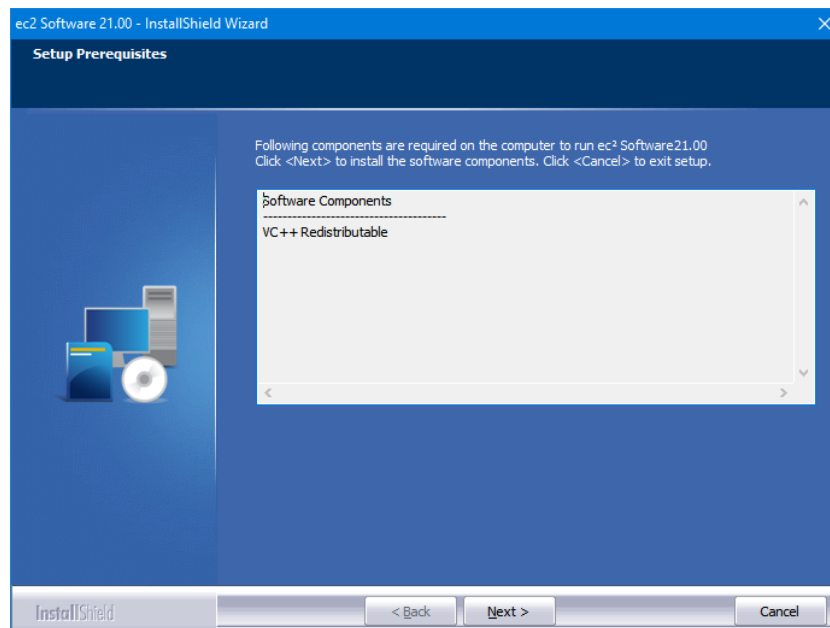 ec2 Software 21.00 - InstallShield Wizard
Setup Prerequisites
Following components are required on the computer to run ec² Software21.00
Click <Next> to install the software components. Click <Cancel> to exit setup.
Software Components
--------------------------------------
VC++ Redistributable
InstallShield
< Back
Next >
Cancel